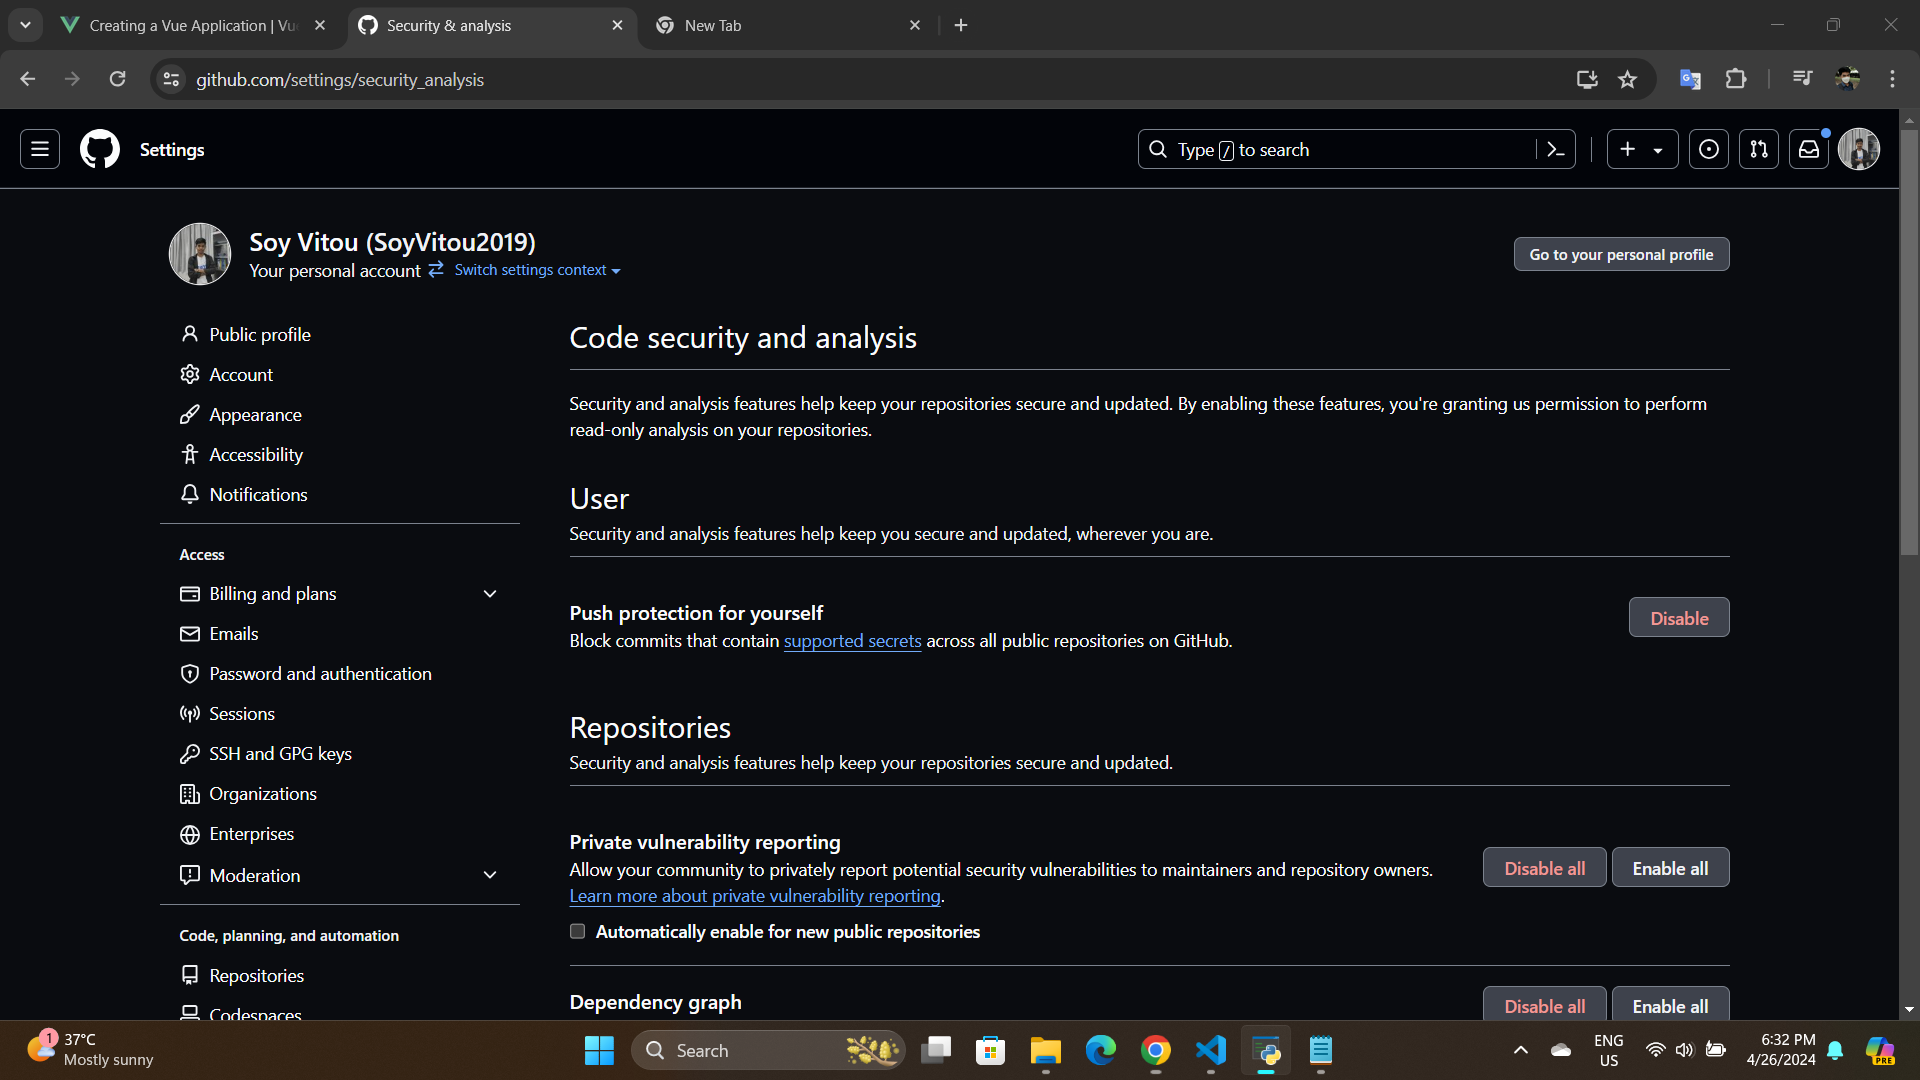 Creating a Vue Application | Vue
Security & analysis
New Tab
github.com/settings/security_analysis
Settings
Type / to search
Soy Vitou (SoyVitou2019)
Your personal account
Switch settings context
Go to your personal profile
Public profile
Account
Appearance
Accessibility
Notifications
Access
Billing and plans
Emails
Password and authentication
Sessions
SSH and GPG keys
Organizations
Enterprises
Moderation
Code, planning, and automation
Repositories
Codespaces
Code security and analysis
Security and analysis features help keep your repositories secure and updated. By enabling these features, you're granting us permission to perform
read-only analysis on your repositories.
User
Security and analysis features help keep you secure and updated, wherever you are.
Push protection for yourself
Block commits that contain supported secrets across all public repositories on GitHub.
Disable
Repositories
Security and analysis features help keep your repositories secure and updated.
Private vulnerability reporting
Allow your community to privately report potential security vulnerabilities to maintainers and repository owners.
Learn more about private vulnerability reporting.
Disable all
Enable all
Automatically enable for new public repositories
Dependency graph
Disable all
Enable all
1
37°C
Mostly sunny
Search
ENG
US
6:32 PM
4/26/2024
PRE